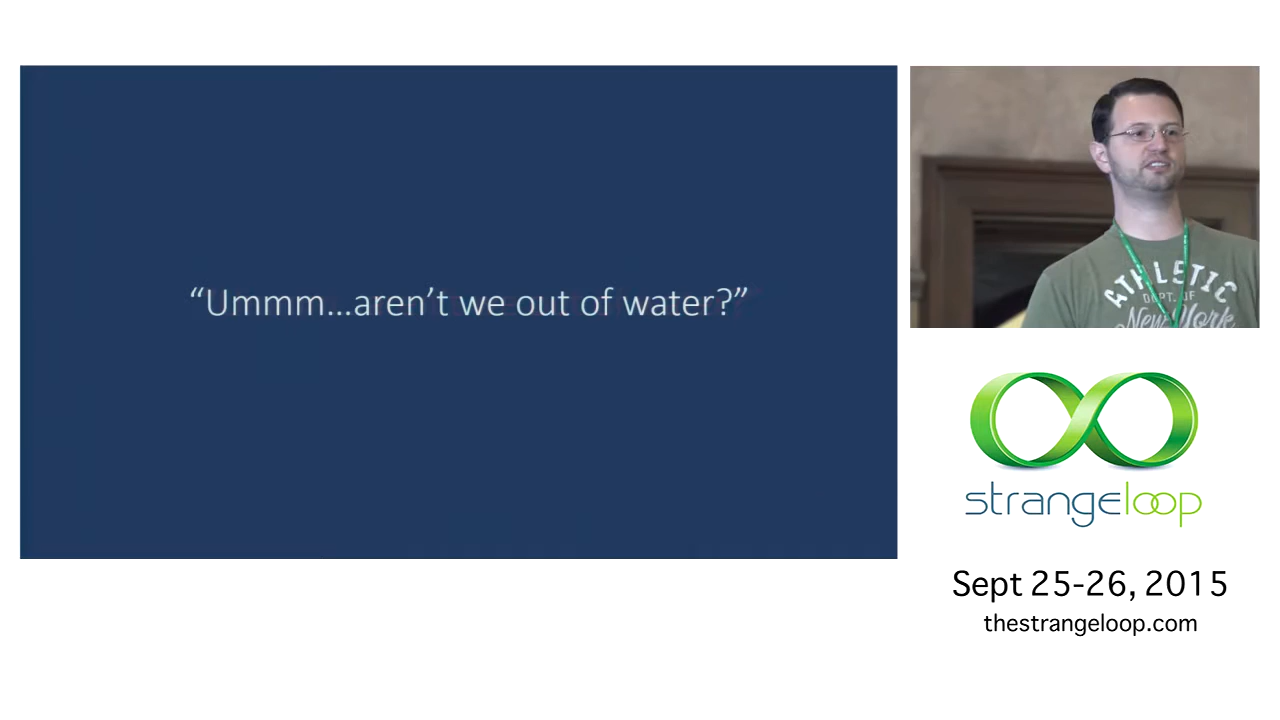 “Ummm...aren’t we out of water?”
ATHLETIC
DEPT. OF
New York
strangeloop
Sept 25-26, 2015
thestrangeloop.com